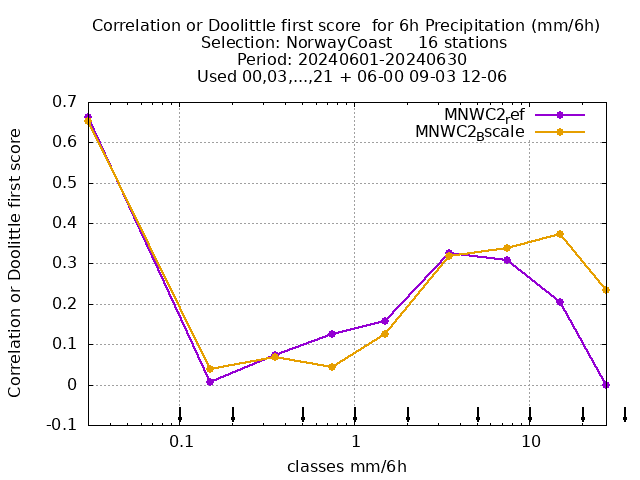 Correlation or Doolittle first score  for 6h Precipitation (mm/6h)
Selection: NorwayCoast     16 stations
Period: 20240601-20240630
Used 00,03,...,21 + 06-00 09-03 12-06
MNWC2ref
MNWC2Bscale
Correlation or Doolittle first score
0.7
0.6
0.5
0.4
0.3
0.2
0.1
0
-0.1
0.1 1 10
classes mm/6h